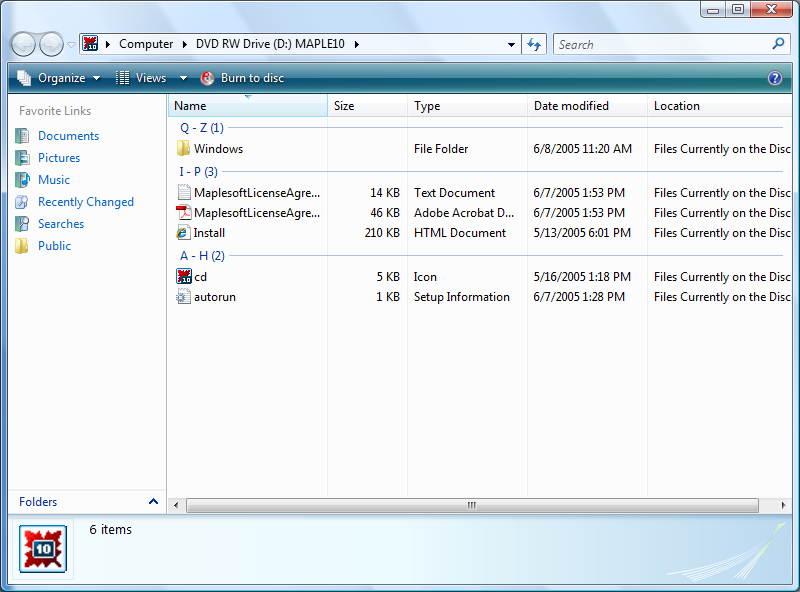 10 Computer DVD RW Drive (D:) MAPLE10 Search
Organize Views Burn to disc ?
Favorite Links
Documents
Pictures
Music
Recently Changed
Searches
Public
Folders
Name Size Type Date modified Location
Q - Z (1)
Windows File Folder 6/8/2005 11:20 AM Files Currently on the Disc
I - P (3)
MaplesoftLicenseAgre... 14 KB Text Document 6/7/2005 1:53 PM Files Currently on the Disc
MaplesoftLicenseAgre... 46 KB Adobe Acrobat D... 6/7/2005 1:53 PM Files Currently on the Disc
Install 210 KB HTML Document 5/13/2005 6:01 PM Files Currently on the Disc
A - H (2)
cd 5 KB Icon 5/16/2005 1:18 PM Files Currently on the Disc
autorun 1 KB Setup Information 6/7/2005 1:28 PM Files Currently on the Disc
10 6 items